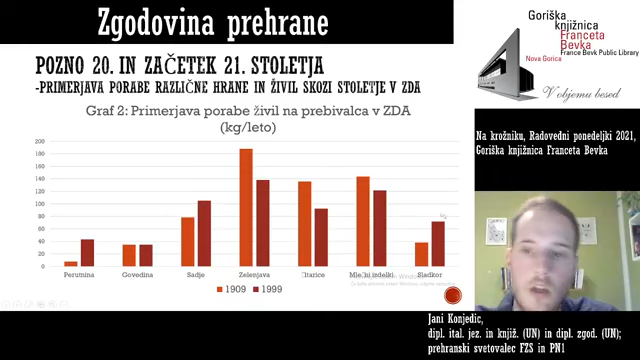 Zgodovina prehrane
POZNO 20. IN ZAČETEK 21. STOLETJA
-PRIMERJAVA PORABE RAZLIČNE HRANE IN ŽIVIL SKOZI STOLETJE V ZDA
Graf 2: Primerjava porabe živil na prebivalca v ZDA
(kg/leto)
200
180
160
140
120
100
80
60
40
20
0
Perutnina
Govedina
Sadje
Zelenjava
Žitarice
Mlečni izdelki
Sladkor
1909
1999
Goriška
knjižnica
Franceta
Bevka
France Bevk Public Library
Nova Gorica
V objemu besed
Na krožniku, Radovedni ponedeljki 2021,
Goriška knjižnica Franceta Bevka
Jani Konjedic,
dipl. ital. jez. in knjiž. (UN) in dipl. zgod. (UN);
prehranski svetovalec FZS in PN1